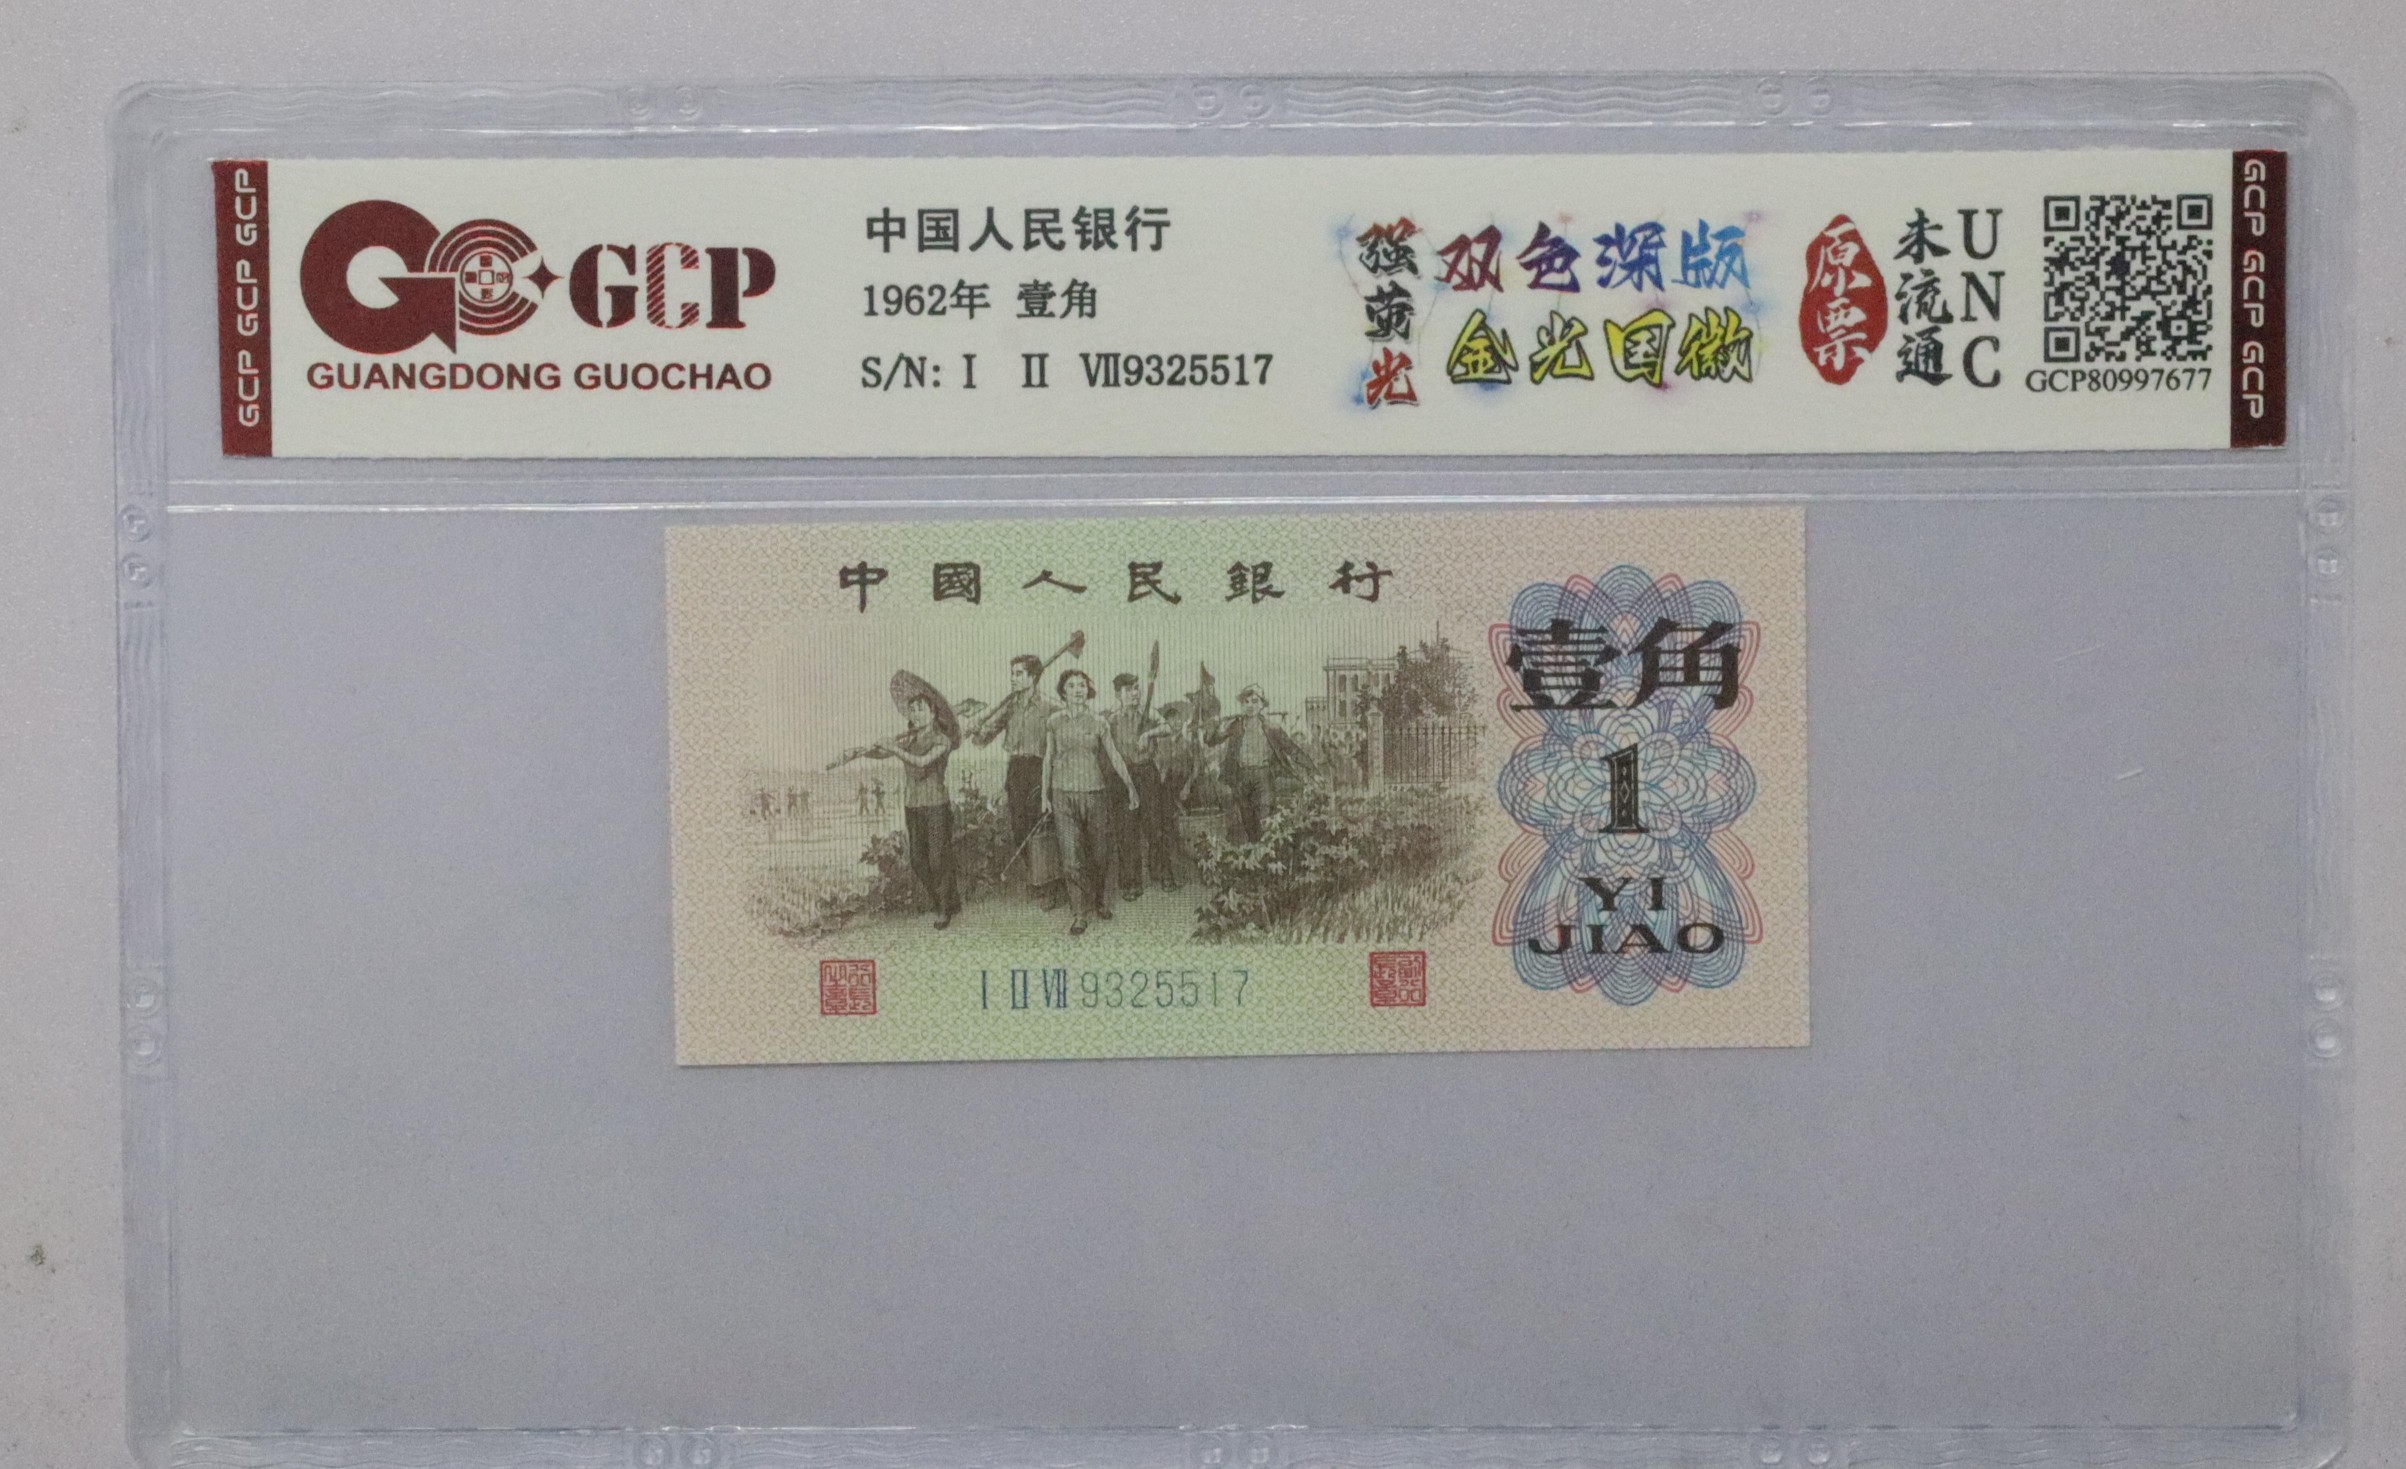 GCP GCP GCP
GCP
GUANGDONG GUOCHAO
中国人民银行
1962年 壹角
S/N: Ⅰ Ⅱ Ⅶ9325517
强荧光
双色深版
金光国徽
原票
未流通
UNC
GCP80997677
GCP GCP GCP
中國人民銀行
壹角
1
YI
JIAO
Ⅰ Ⅱ Ⅶ 9325517